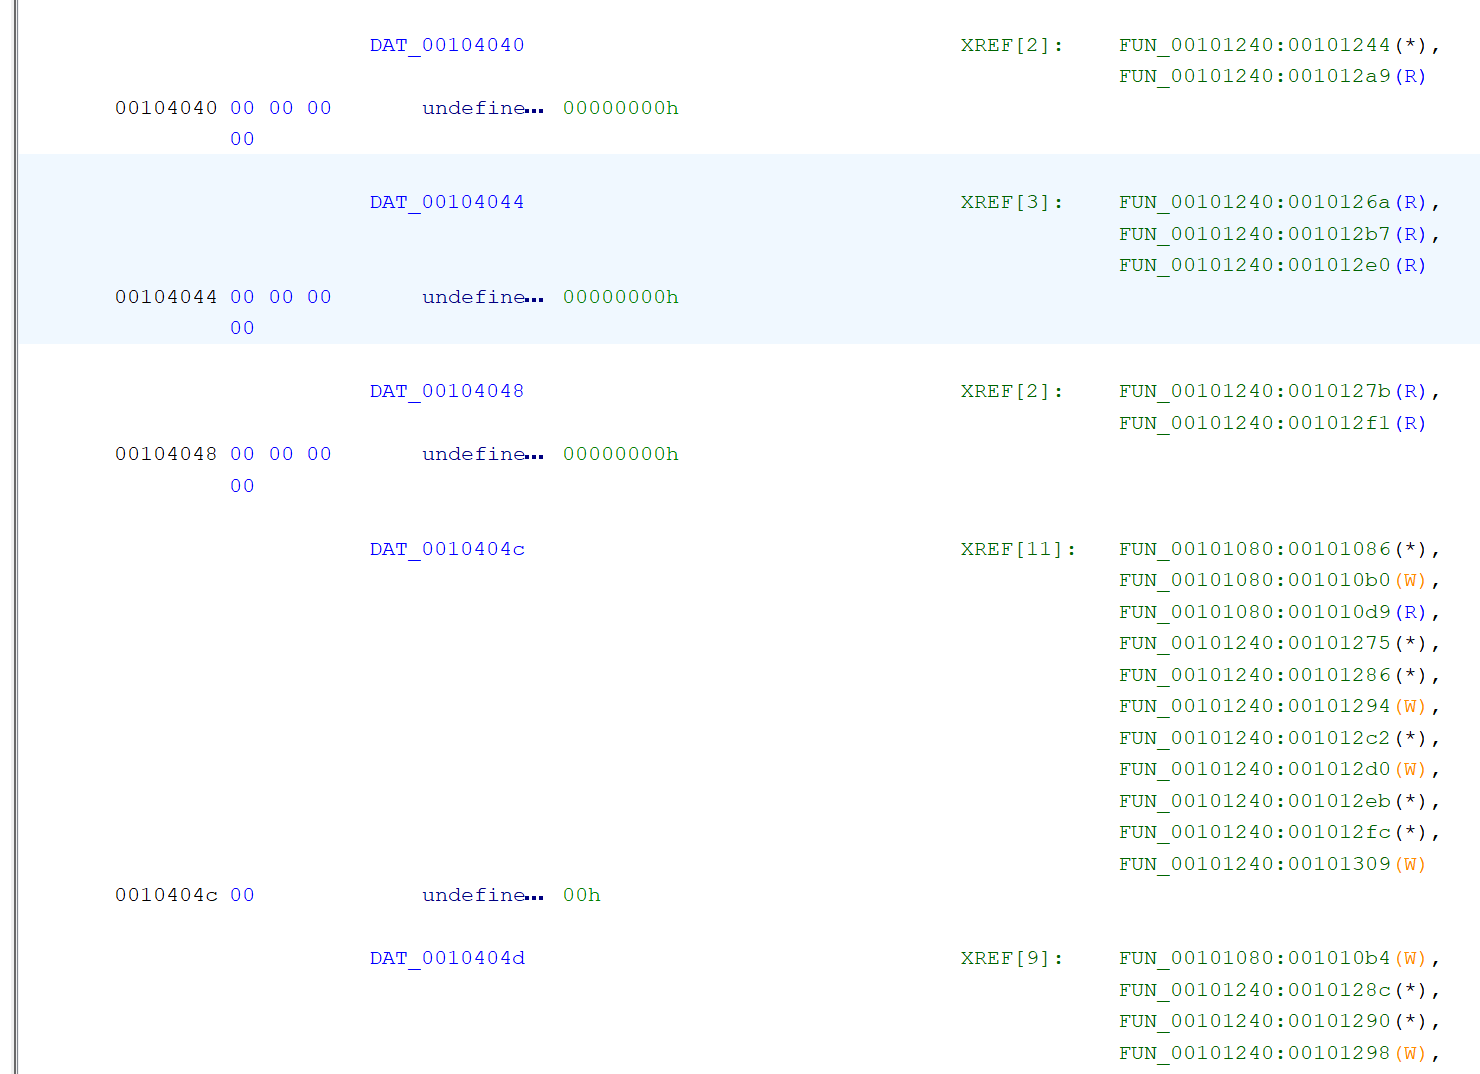 DAT_00104040 XREF[2]: FUN_00101240:00101244(*),
FUN_00101240:001012a9(R)
00104040 00 00 00 undefine... 00000000h
00
DAT_00104044 XREF[3]: FUN_00101240:0010126a(R),
FUN_00101240:001012b7(R),
FUN_00101240:001012e0(R)
00104044 00 00 00 undefine... 00000000h
00
DAT_00104048 XREF[2]: FUN_00101240:0010127b(R),
FUN_00101240:001012f1(R)
00104048 00 00 00 undefine... 00000000h
00
DAT_0010404c XREF[11]: FUN_00101080:00101086(*),
FUN_00101080:001010b0(W),
FUN_00101080:001010d9(R),
FUN_00101240:00101275(*),
FUN_00101240:00101286(*),
FUN_00101240:00101294(W),
FUN_00101240:001012c2(*),
FUN_00101240:001012d0(W),
FUN_00101240:001012eb(*),
FUN_00101240:001012fc(*),
FUN_00101240:00101309(W)
0010404c 00 undefine... 00h
DAT_0010404d XREF[9]: FUN_00101080:001010b4(W),
FUN_00101240:0010128c(*),
FUN_00101240:00101290(*),
FUN_00101240:00101298(W),